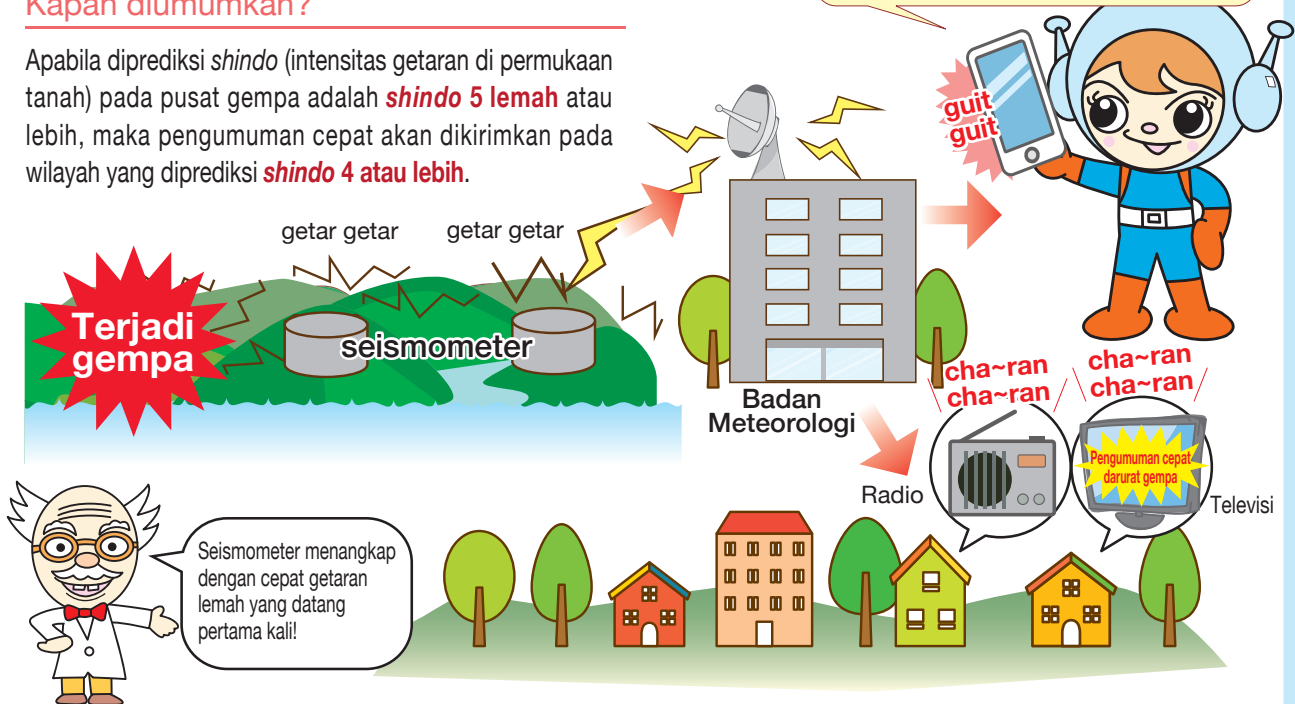 Kapan diumumkan?
Apabila diprediksi shindo (intensitas getaran di permukaan
tanah) pada pusat gempa adalah shindo 5 lemah atau
lebih, maka pengumuman cepat akan dikirimkan pada
wilayah yang diprediksi shindo 4 atau lebih.
guit
guit
getar getar
getar getar
Terjadi
gempa
seismometer
Badan
Meteorologi
cha~ran
cha~ran
cha~ran
cha~ran
Pengumuman cepat
darurat gempa
Radio
Televisi
Seismometer menangkap
dengan cepat getaran
lemah yang datang
pertama kali!